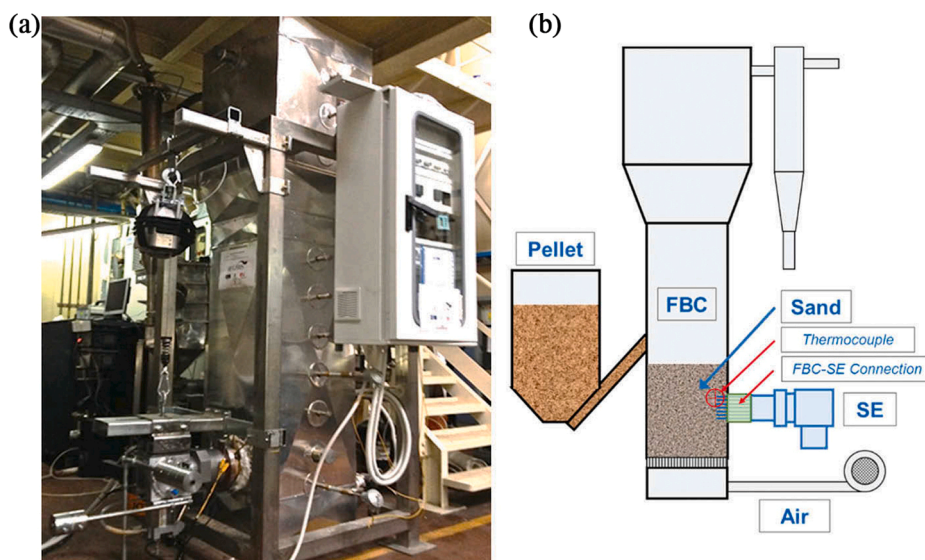 (a)
(b)
Pellet
FBC
Sand
Thermocouple
FBC-SE Connection
SE
Air